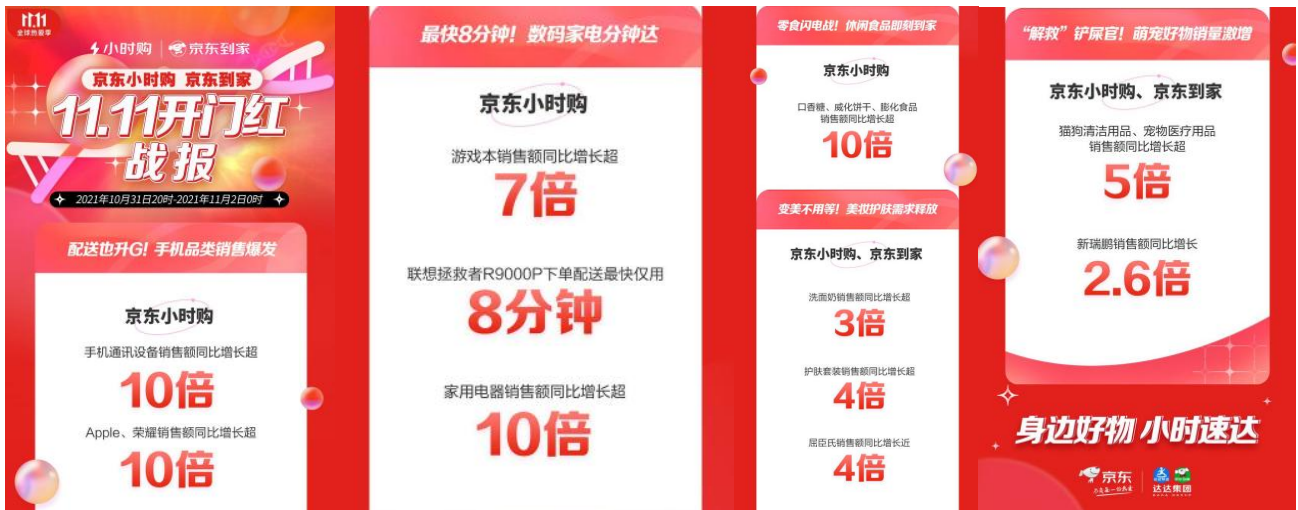 11.11
全球热爱季
小时购 京东到家
京东小时购 京东到家
11.11开门红
战报
2021年10月31日20时-2021年11月2日0时
配送也升G! 手机品类销售爆发
京东小时购
手机通讯设备销售额同比增长超
10倍
Apple、荣耀销售额同比增长超
10倍
最快8分钟! 数码家电分钟达
京东小时购
游戏本销售额同比增长超
7倍
联想拯救者R9000P下单配送最快仅用
8分钟
家用电器销售额同比增长超
10倍
零食闪电战! 休闲食品即刻到家
京东小时购
口香糖、威化饼干、膨化食品
销售额同比增长超
10倍
变美不用等! 美妆护肤需求释放
京东小时购、京东到家
洗面奶销售额同比增长超
3倍
护肤套装销售额同比增长超
4倍
屈臣氏销售额同比增长近
4倍
“解救”铲屎官! 萌宠好物销量激增
京东小时购、京东到家
猫狗清洁用品、宠物医疗用品
销售额同比增长超
5倍
新瑞鹏销售额同比增长
2.6倍
身边好物 小时速达
京东
不负每一份热爱
达达集团